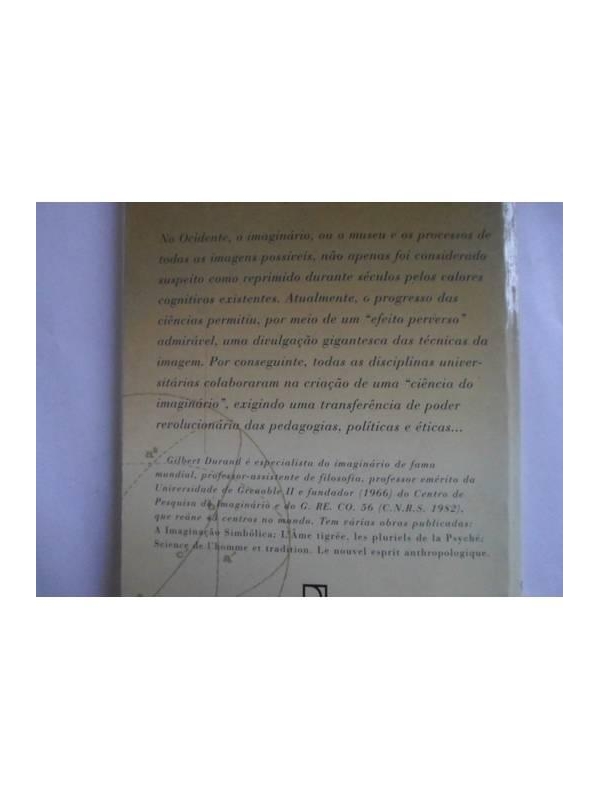 No Ocidente, o imaginário, ou o museu e os processos de
todas as imagens possíveis, não apenas foi considerado
suspeito como reprimido durante séculos pelos valores
cognitivos existentes. Atualmente, o progresso das
ciências permitiu, por meio de um “efeito perverso”
admirável, uma divulgação gigantesca das técnicas da
imagem. Por conseguinte, todas as disciplinas univer-
sitárias colaboraram na criação de uma “ciência do
imaginário”, exigindo uma transferência de poder
revolucionária das pedagogias, políticas e éticas...
Gilbert Durand é especialista do imaginário de fama
mundial, professor-assistente de filosofia, professor emérito da
Universidade de Grenoble II e fundador (1966) do Centro de
Pesquisa do Imaginário e do G. RE. CO. 56 (C.N.R.S. 1982),
que reúne centros no mundo. Tem várias obras publicadas:
A Imaginação Simbólica; L'Âme tigrée, les pluriels de la Psyché;
Science de l'homme et tradition. Le nouvel esprit anthropologique.